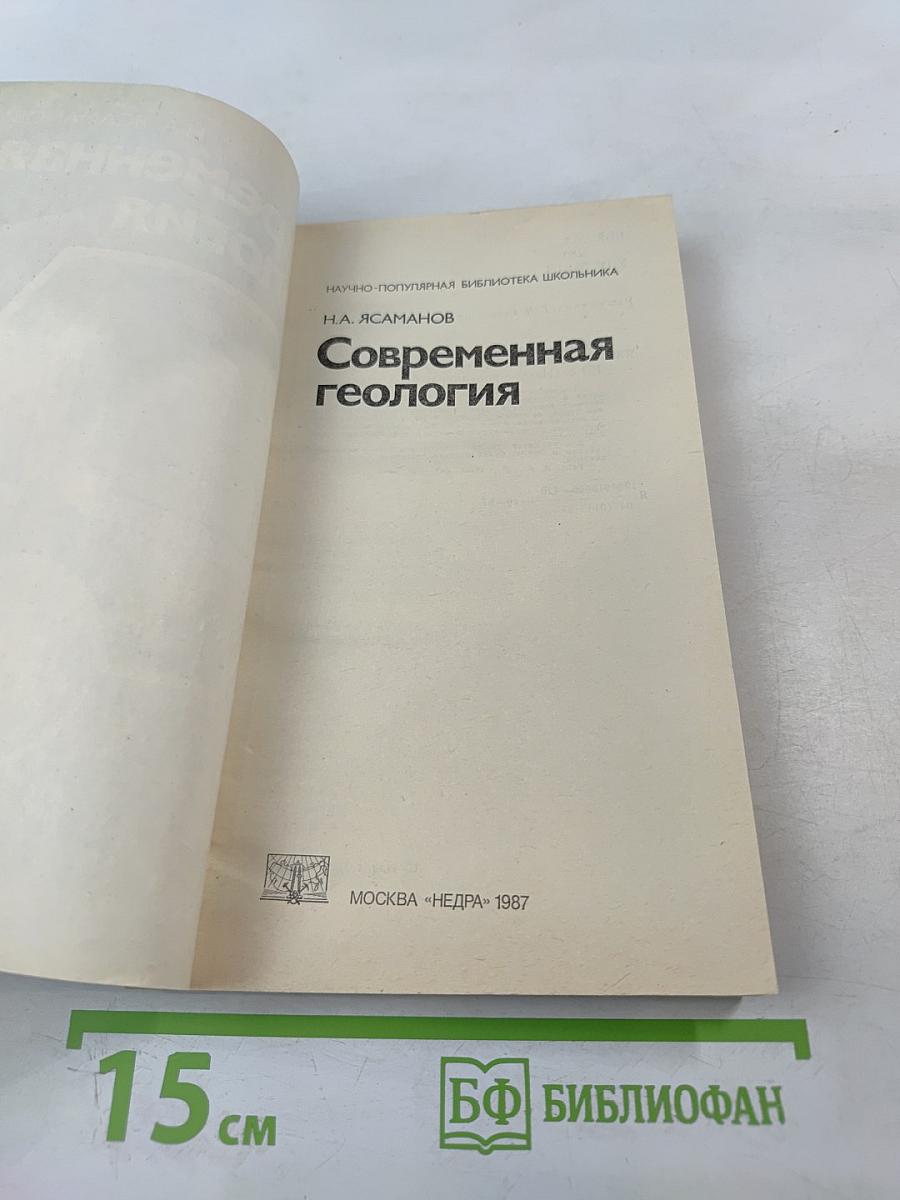 НАУЧНО-ПОПУЛЯРНАЯ БИБЛИОТЕКА ШКОЛЬНИКА
Н.А. ЯСАМАНОВ
Современная
геология
МОСКВА «НЕДРА» 1987
15 см
БФ БИБЛИОФАН